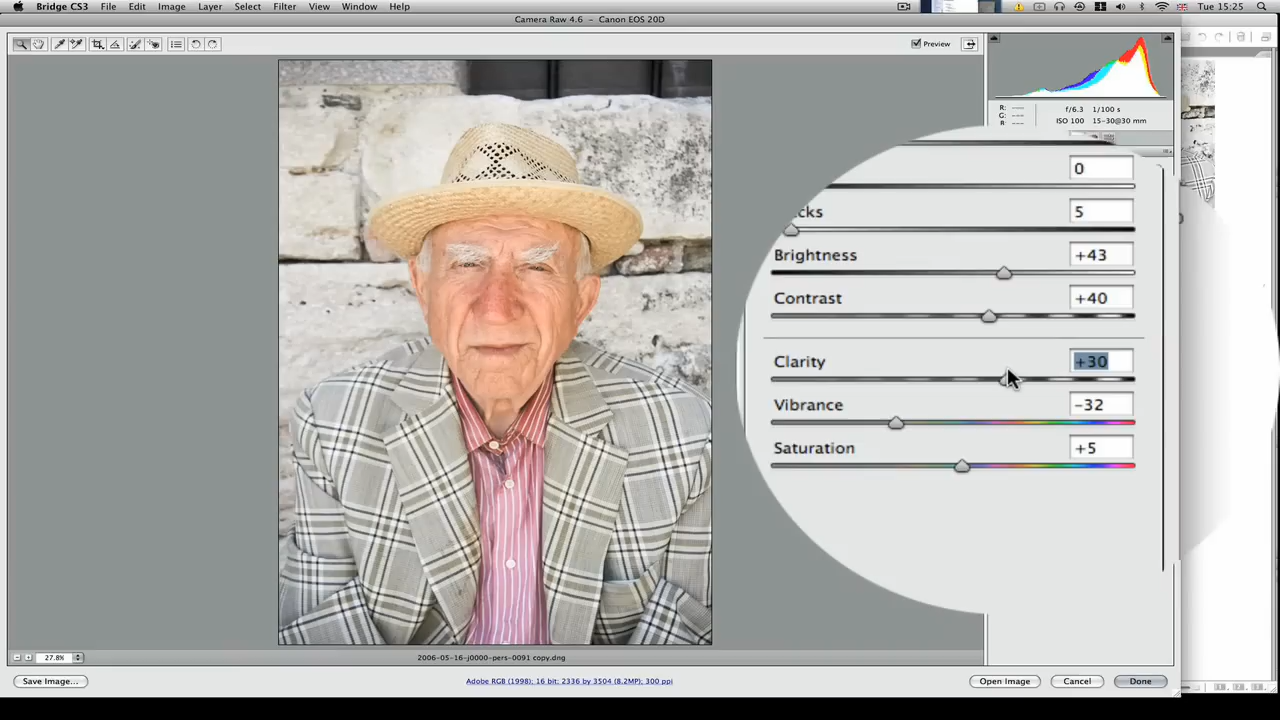 Bridge CS3 File Edit Image Layer Select Filter View Window Help Tue 15:25
Camera Raw 4.6 – Canon EOS 20D
Preview
R: ---
G: ---
f/6.3 1/100 s
ISO 100 15-30@30 mm
0
cks 5
Brightness +43
Contrast +40
Clarity +30
Vibrance -32
Saturation +5
27.8%
2006-05-16-j0000-pers-0091 copy.dng
Save Image...
Adobe RGB (1998); 16 bit; 2336 by 3504 (8.2MP); 300 ppi
Open Image Cancel Done